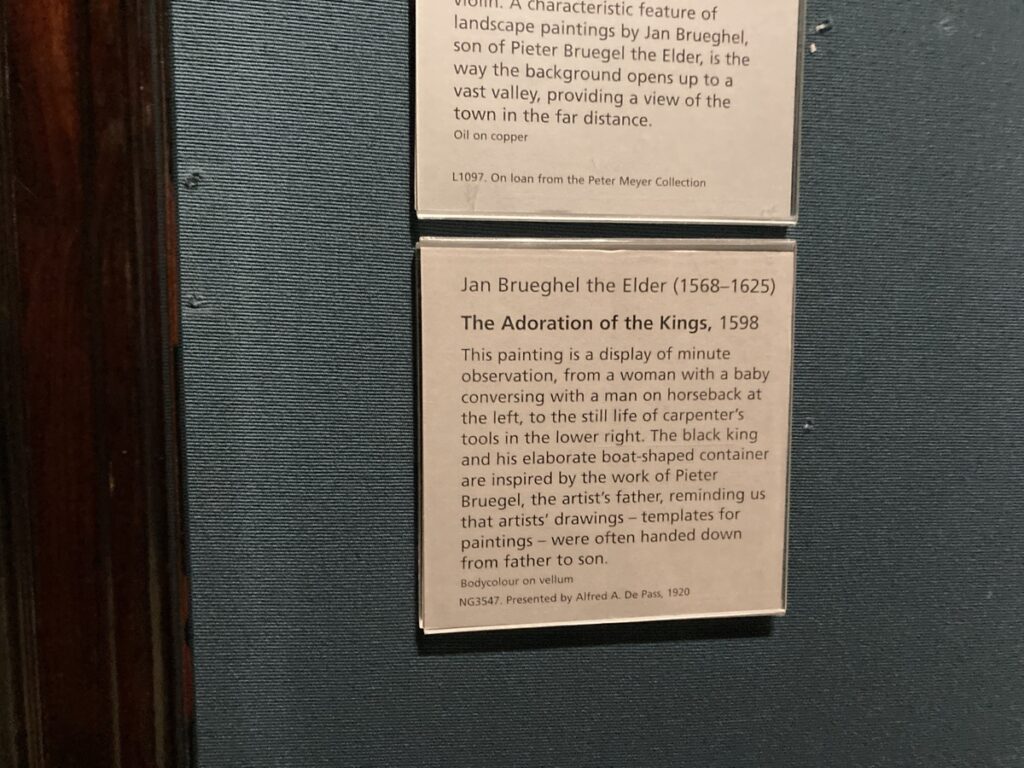 violin. A characteristic feature of
landscape paintings by Jan Brueghel,
son of Pieter Bruegel the Elder, is the
way the background opens up to a
vast valley, providing a view of the
town in the far distance.
Oil on copper
L1097. On loan from the Peter Meyer Collection
Jan Brueghel the Elder (1568–1625)
The Adoration of the Kings, 1598
This painting is a display of minute
observation, from a woman with a baby
conversing with a man on horseback at
the left, to the still life of carpenter's
tools in the lower right. The black king
and his elaborate boat-shaped container
are inspired by the work of Pieter
Bruegel, the artist's father, reminding us
that artists' drawings – templates for
paintings – were often handed down
from father to son.
Bodycolour on vellum
NG3547. Presented by Alfred A. De Pass, 1920